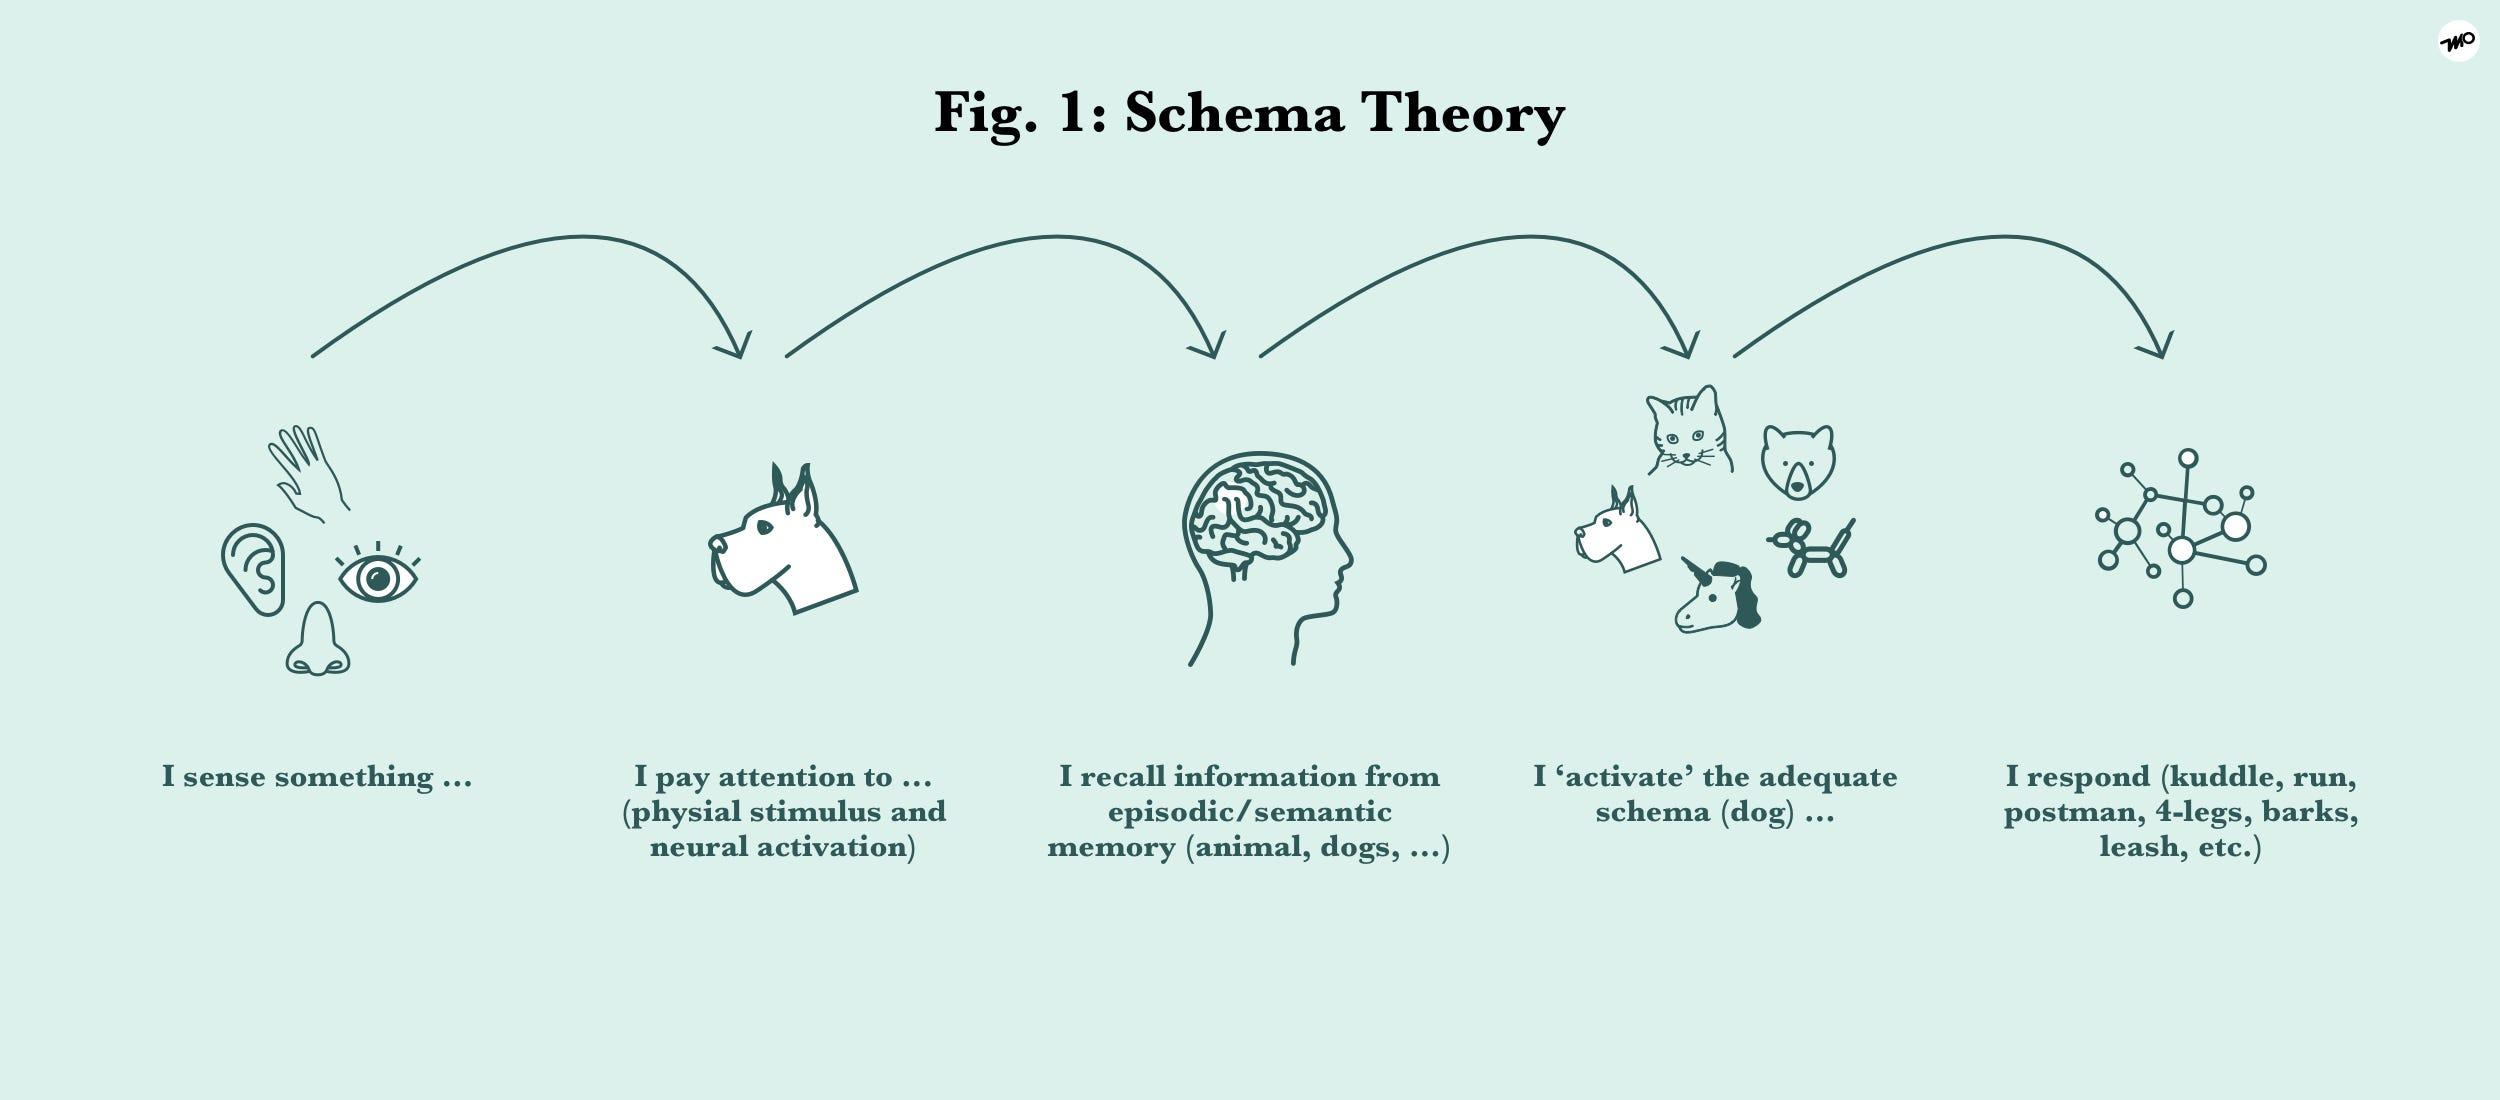 Fig. 1: Schema Theory
I sense something …
I pay attention to …
(physial stimulus and
neural activation)
I recall information from
episodic/semantic
memory (animal, dogs, …)
I ‘activate’ the adequate
schema (dog) …
I respond (kuddle, run,
postman, 4-legs, barks,
leash, etc.)